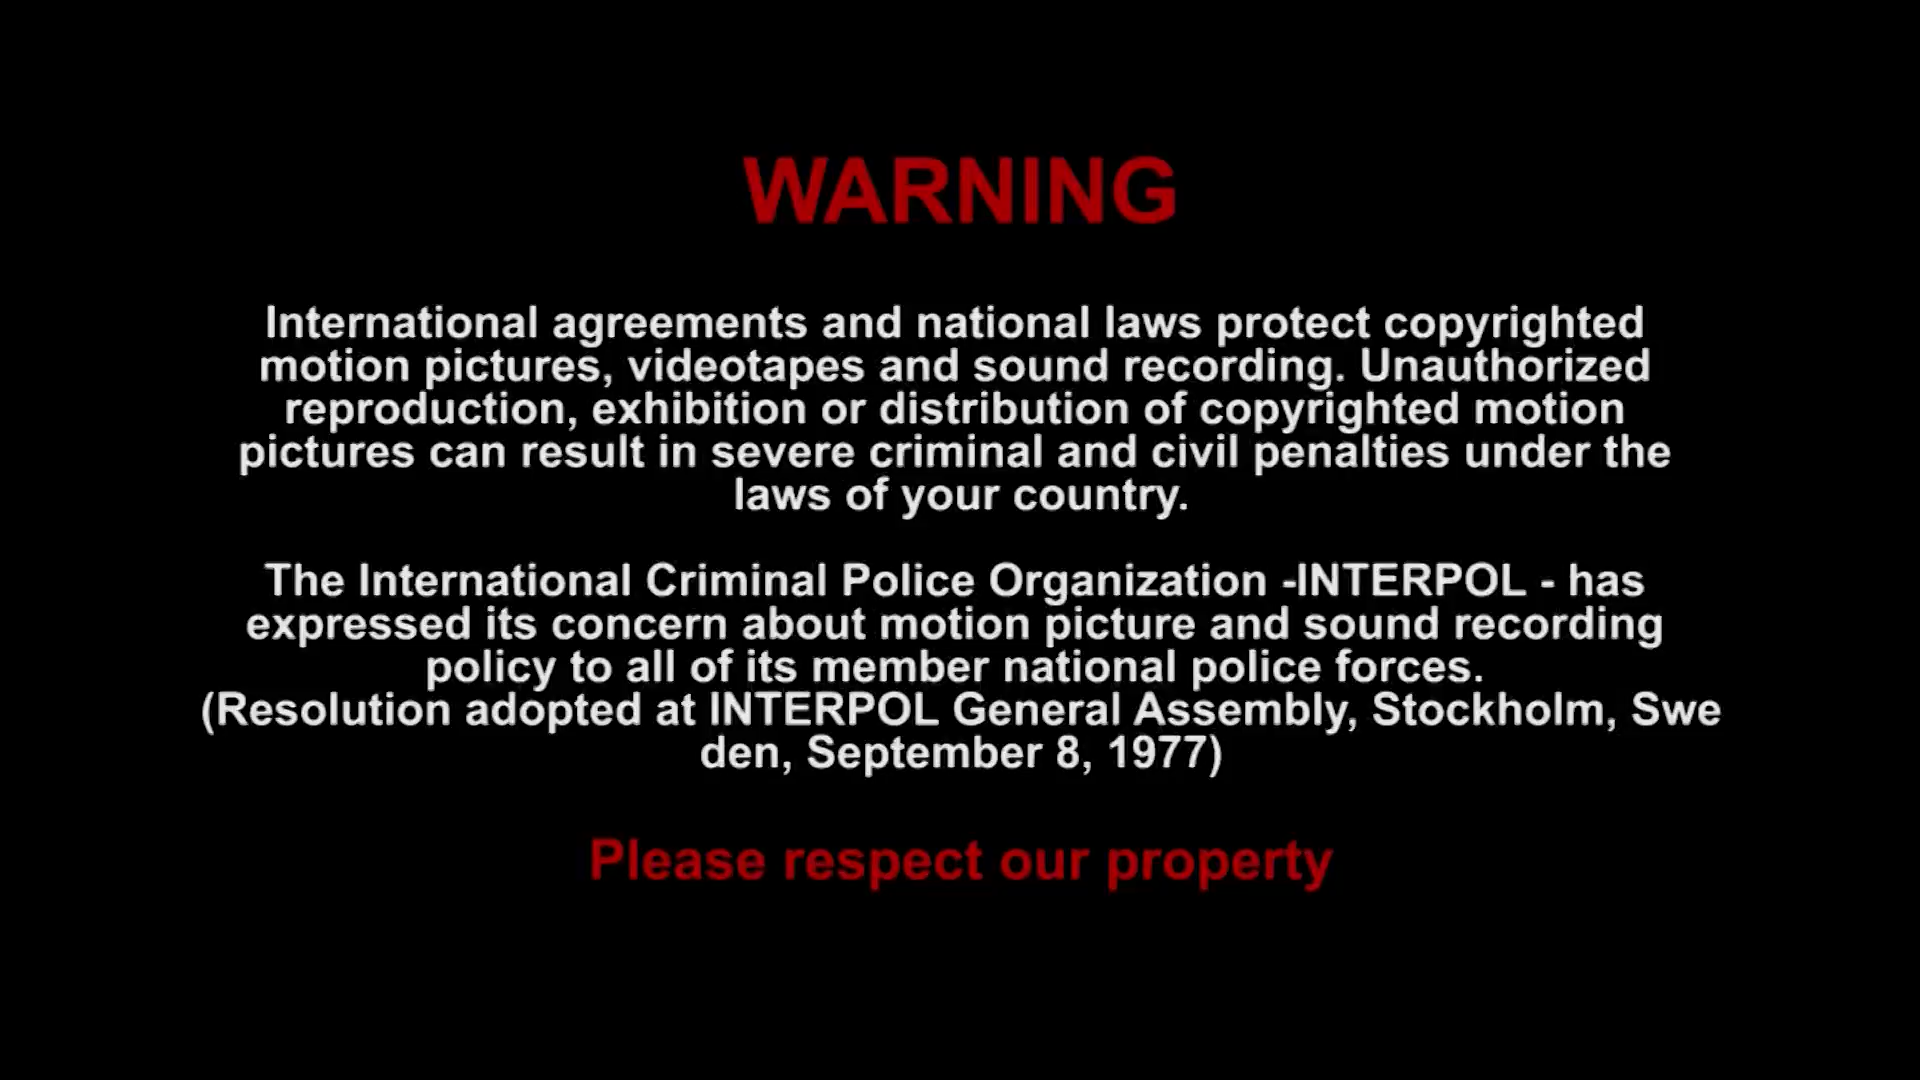 WARNING
International agreements and national laws protect copyrighted
motion pictures, videotapes and sound recording. Unauthorized
reproduction, exhibition or distribution of copyrighted motion
pictures can result in severe criminal and civil penalties under the
laws of your country.
The International Criminal Police Organization -INTERPOL - has
expressed its concern about motion picture and sound recording
policy to all of its member national police forces.
(Resolution adopted at INTERPOL General Assembly, Stockholm, Swe
den, September 8, 1977)
Please respect our property